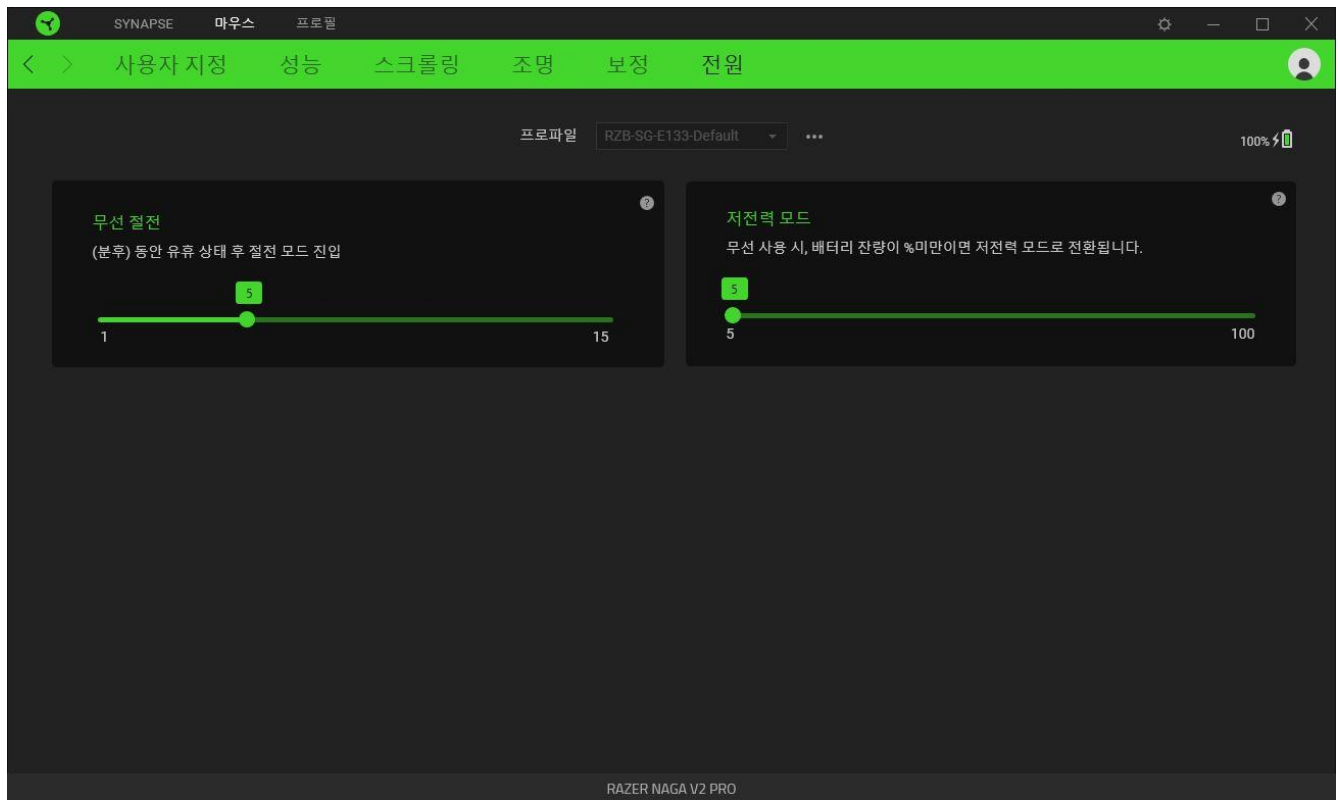 SYNAPSE 마우스 프로필
사용자 지정 성능 스크롤링 조명 보정 전원
프로파일 RZB-SG-E133-Default 100%
무선 절전
(분후) 동안 유휴 상태 후 절전 모드 진입
5
1 15
저전력 모드
무선 사용 시, 배터리 잔량이 %미만이면 저전력 모드로 전환됩니다.
5
5 100
RAZER NAGA V2 PRO